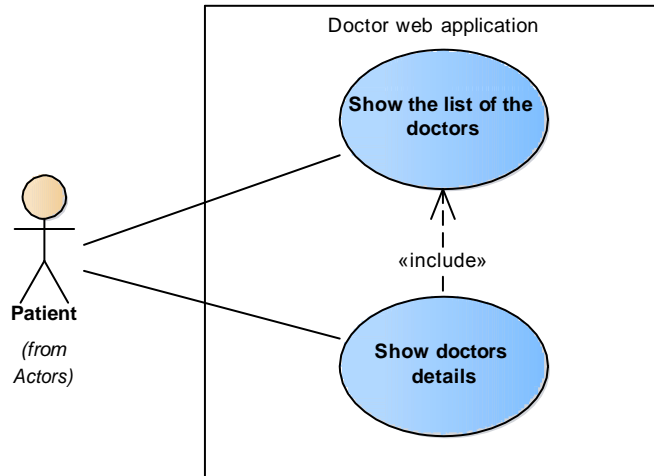 Doctor web application
Show the list of the
doctors
«include»
Patient
(from
Actors)
Show doctors
details